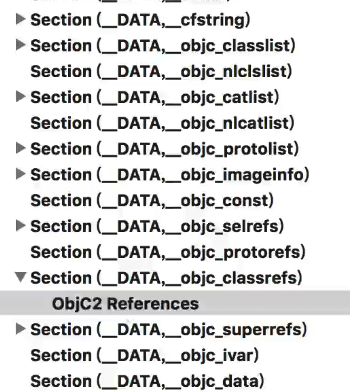 Section (__DATA,__cfstring)
Section (__DATA,__objc_classlist)
Section (__DATA,__objc_nlclslist)
Section (__DATA,__objc_catlist)
Section (__DATA,__objc_nlcatlist)
Section (__DATA,__objc_protolist)
Section (__DATA,__objc_imageinfo)
Section (__DATA,__objc_const)
Section (__DATA,__objc_selrefs)
Section (__DATA,__objc_protorefs)
Section (__DATA,__objc_classrefs)
ObjC2 References
Section (__DATA,__objc_superrefs)
Section (__DATA,__objc_ivar)
Section (__DATA,__objc_data)